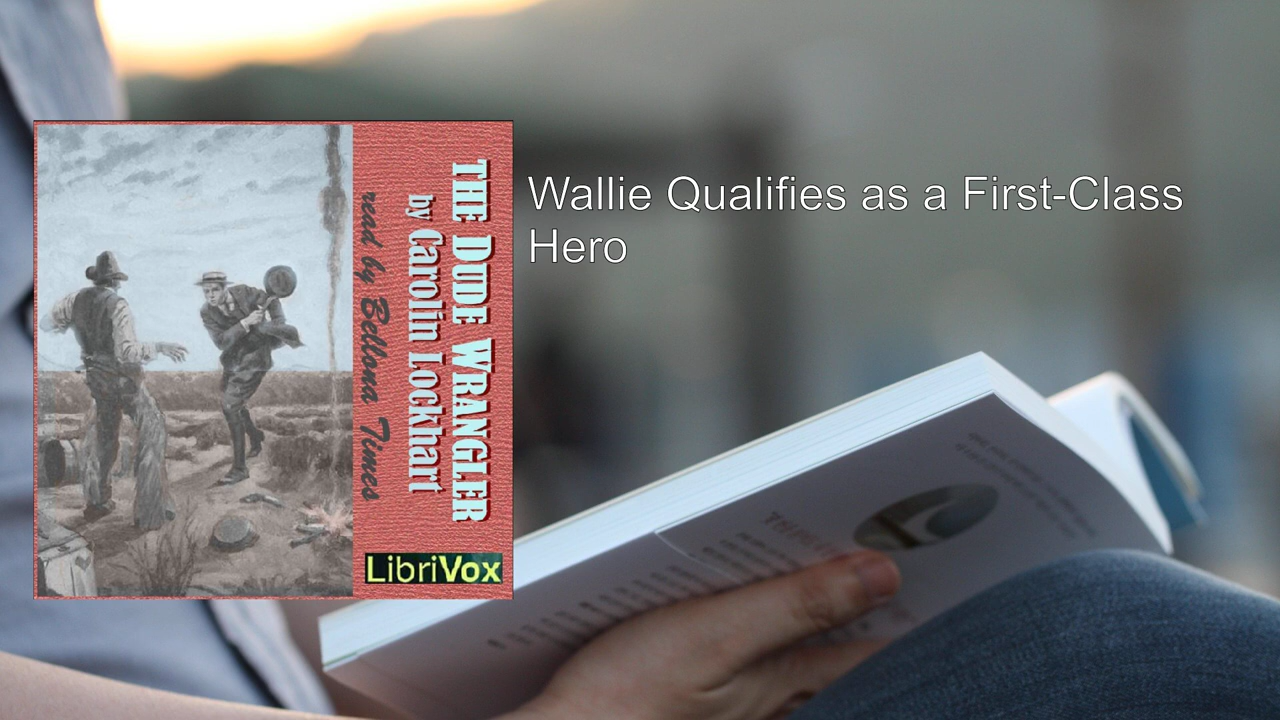 THE DUDE WRANGLER
by Carolin Lockhart
read by Bellona Times
LibriVox
Wallie Qualifies as a First-Class
Hero